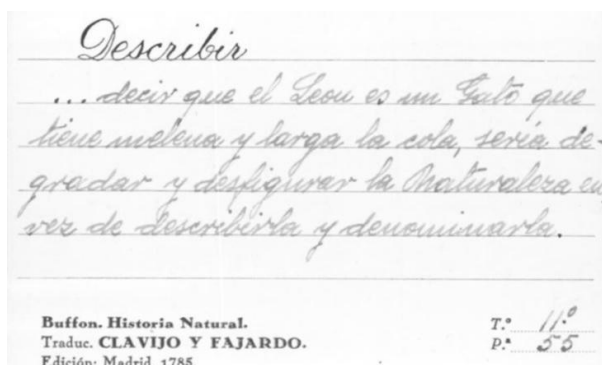 Describir
... decir que el Leon es un Gato que
tiene melena y larga la cola, sería de-
gradar y desfigurar la Naturaleza en
vez de describirla y denominarla.
Buffon. Historia Natural.
Traduc. CLAVIJO Y FAJARDO.
Edición: Madrid, 1785
T.º 11º
P.ª 55